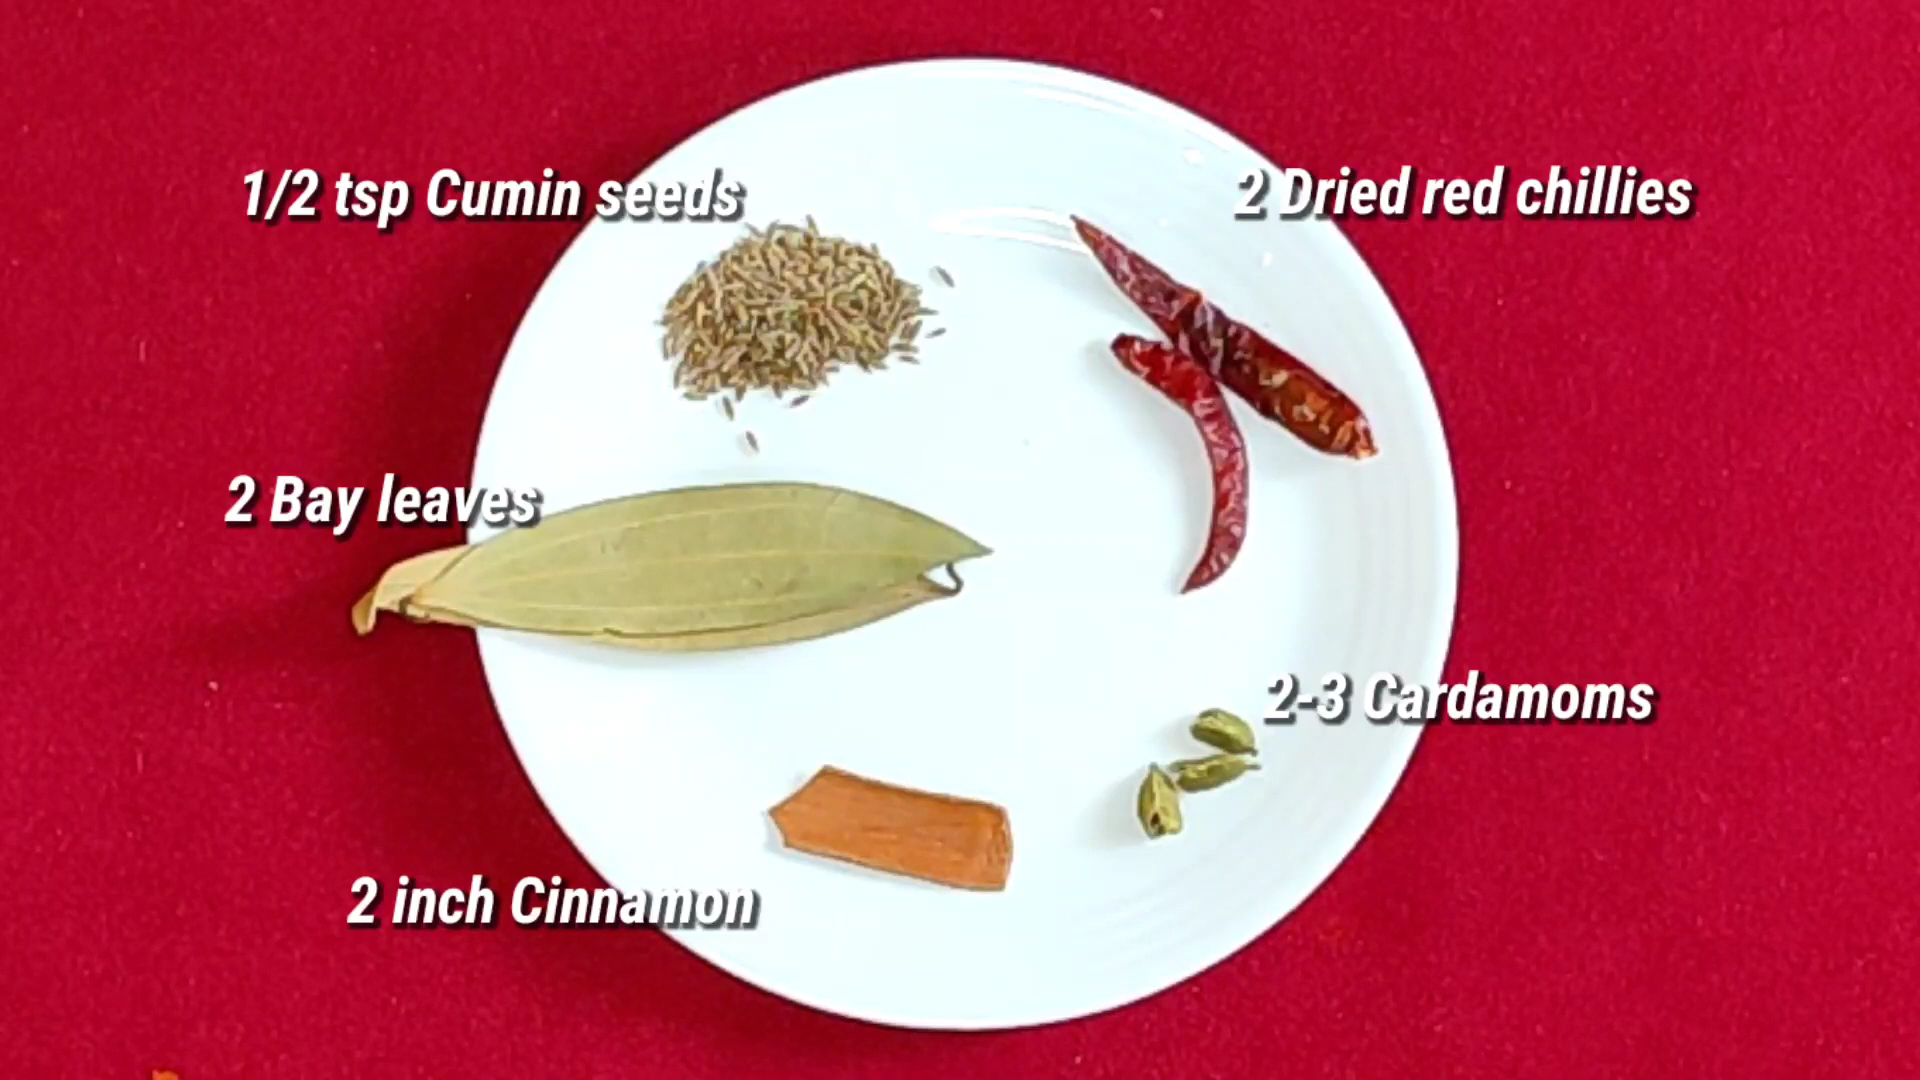 1/2 tsp Cumin seeds
2 Dried red chillies
2 Bay leaves
2-3 Cardamoms
2 inch Cinnamon